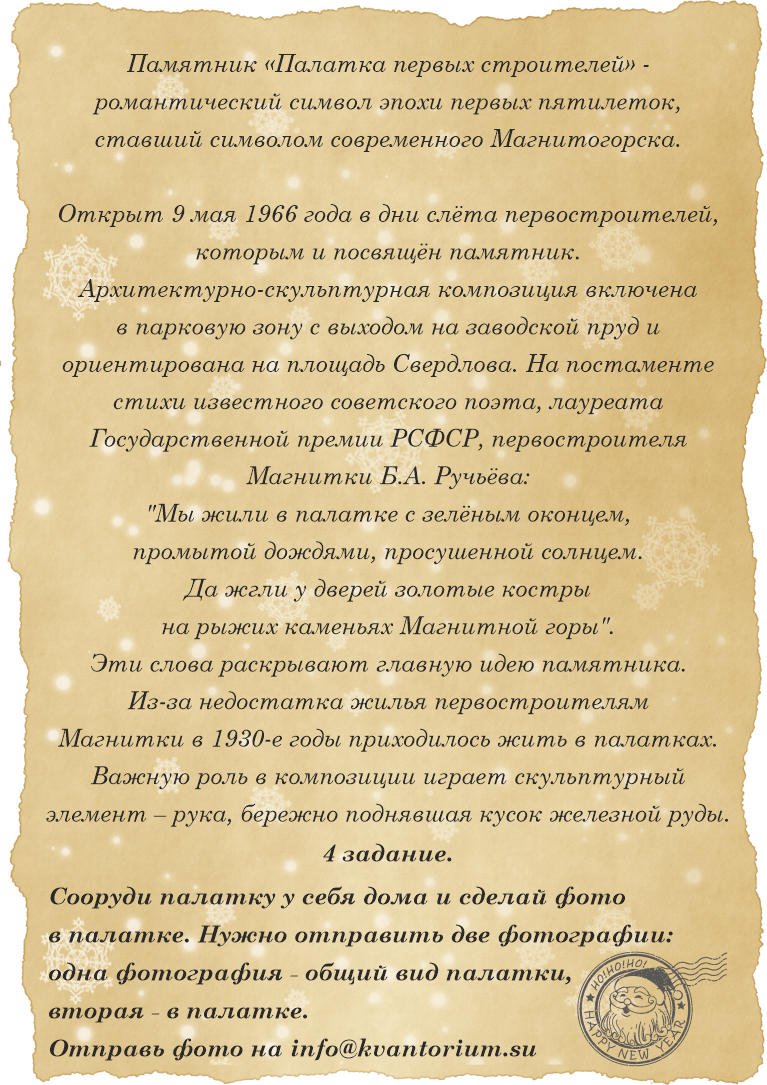 Памятник «Палатка первых строителей» -
романтический символ эпохи первых пятилеток,
ставший символом современного Магнитогорска.
Открыт 9 мая 1966 года в дни слёта первостроителей,
которым и посвящён памятник.
Архитектурно-скульптурная композиция включена
в парковую зону с выходом на заводской пруд и
ориентирована на площадь Свердлова. На постаменте
стихи известного советского поэта, лауреата
Государственной премии РСФСР, первостроителя
Магнитки Б.А. Ручьёва:
"Мы жили в палатке с зелёным оконцем,
промытой дождями, просушенной солнцем.
Да жгли у дверей золотые костры
на рыжих каменьях Магнитной горы".
Эти слова раскрывают главную идею памятника.
Из-за недостатка жилья первостроителям
Магнитки в 1930-е годы приходилось жить в палатках.
Важную роль в композиции играет скульптурный
элемент – рука, бережно поднявшая кусок железной руды.
4 задание.
Сооруди палатку у себя дома и сделай фото
в палатке. Нужно отправить две фотографии:
одна фотография - общий вид палатки,
вторая - в палатке.
Отправь фото на info@kvantorium.su
HO!HO!HO!
HAPPY NEW YEAR